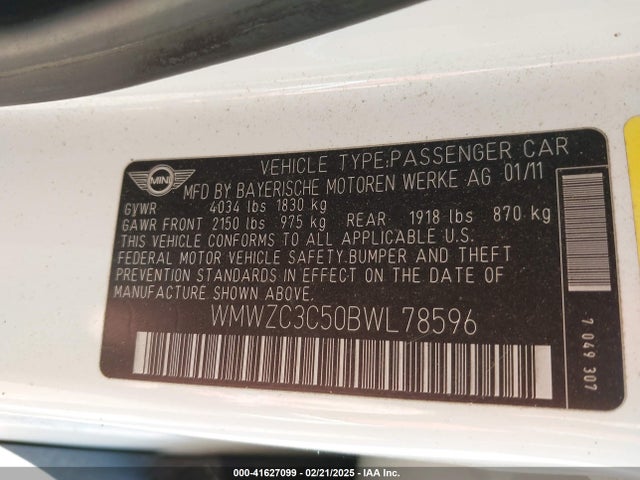 MINI
VEHICLE TYPE:PASSENGER CAR
MFD BY BAYERISCHE MOTOREN WERKE AG 01/11
GVWR 4034 lbs 1830 kg
GAWR FRONT 2150 lbs 975 kg REAR 1918 lbs 870 kg
THIS VEHICLE CONFORMS TO ALL APPLICABLE U.S.
FEDERAL MOTOR VEHICLE SAFETY,BUMPER AND THEFT
PREVENTION STANDARDS IN EFFECT ON THE DATE OF
MANUFACTURE SHOWN ABOVE.
WMWZC3C50BWL78596
7 049 307
000-41627099 - 02/21/2025 - IAA Inc.